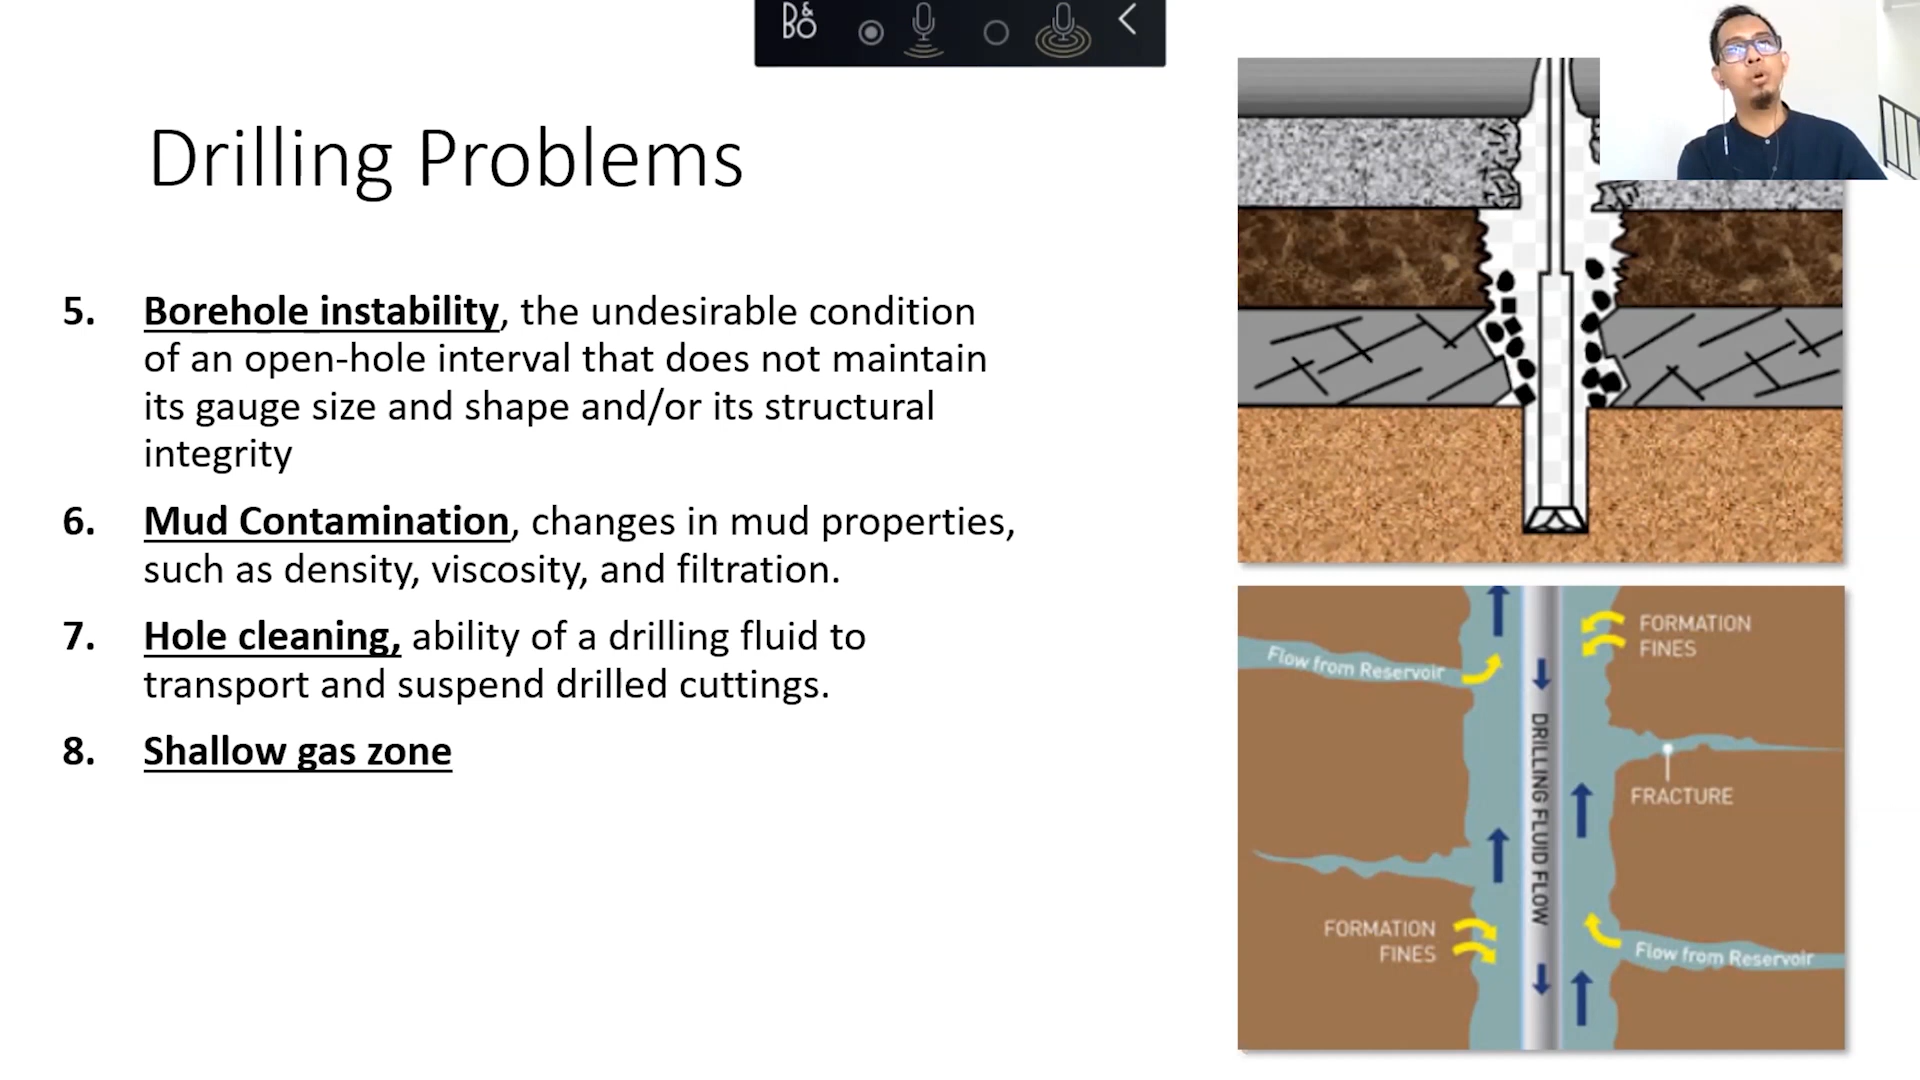 B&O
Drilling Problems
5. Borehole instability, the undesirable condition
of an open-hole interval that does not maintain
its gauge size and shape and/or its structural
integrity
6. Mud Contamination, changes in mud properties,
such as density, viscosity, and filtration.
7. Hole cleaning, ability of a drilling fluid to
transport and suspend drilled cuttings.
8. Shallow gas zone
Flow from Reservoir
FORMATION
FINES
DRILLING FLUID FLOW
FRACTURE
FORMATION
FINES
Flow from Reservoir